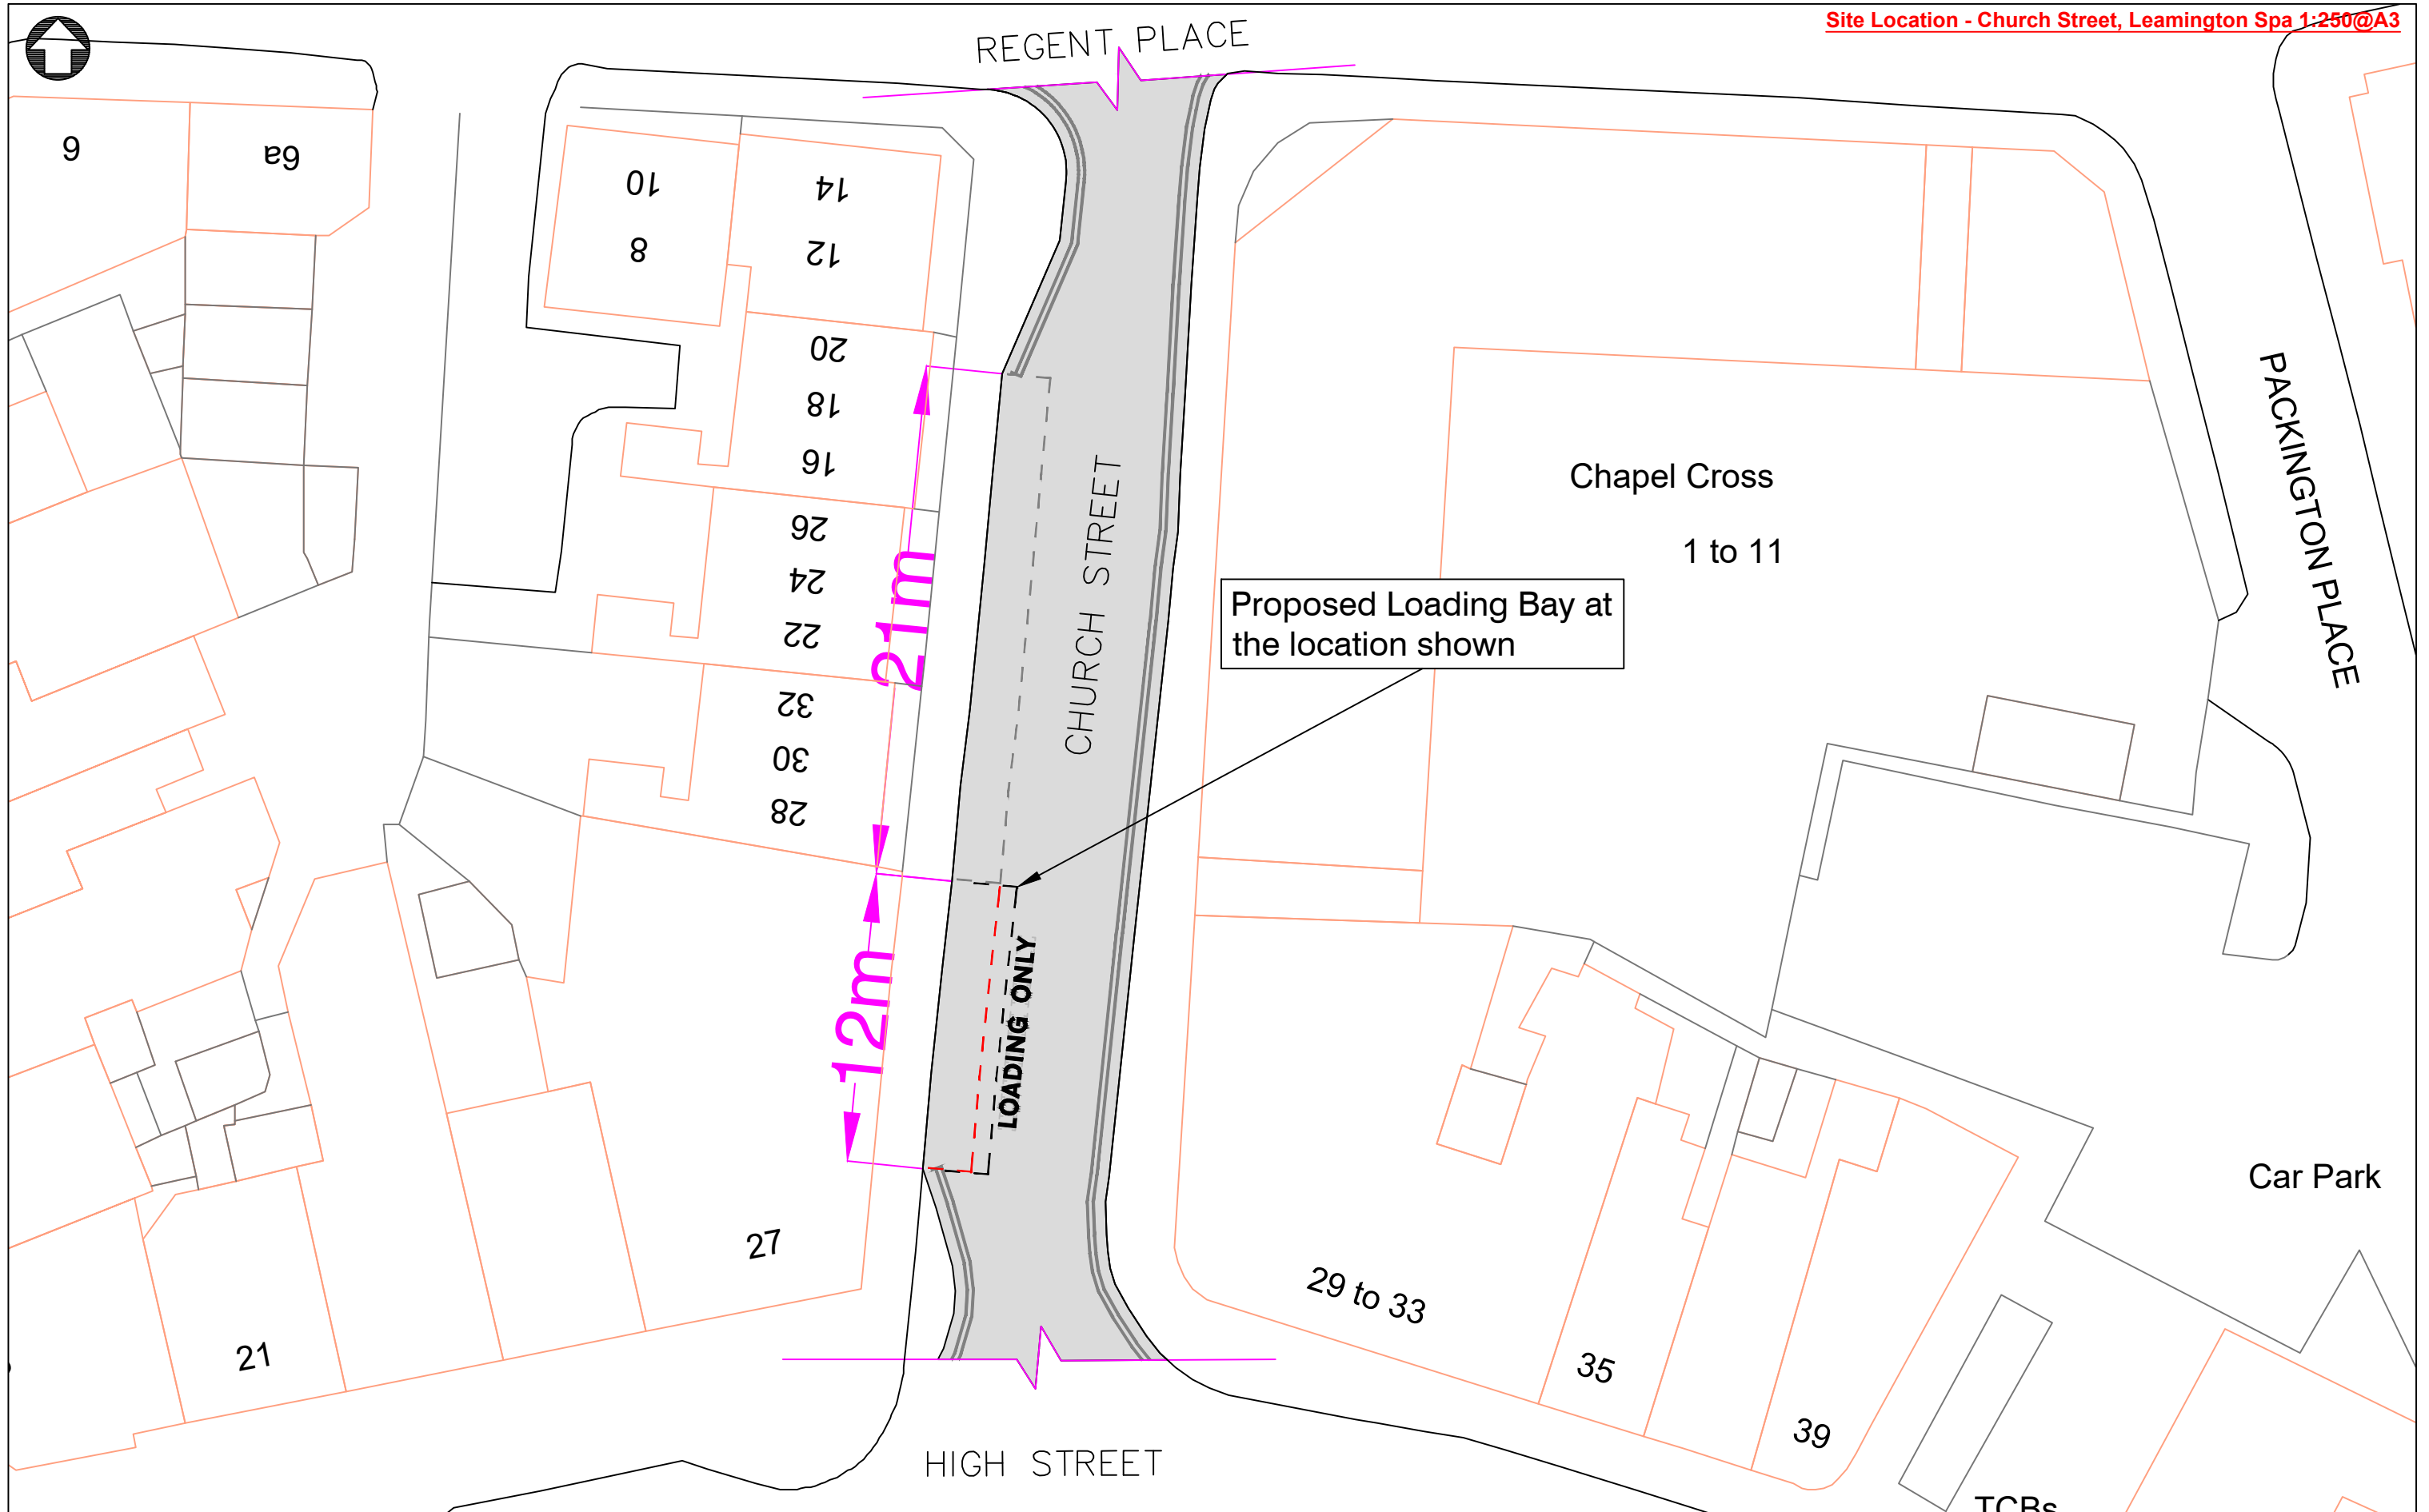 Site Location - Church Street, Leamington Spa 1:250@A3
REGENT PLACE
6
6a
10
14
8
12
20
18
16
26
24
22
32
30
28
21m
CHURCH STREET
Chapel Cross
1 to 11
PACKINGTON PLACE
Proposed Loading Bay at
the location shown
12m
LOADING ONLY
Car Park
27
29 to 33
21
35
39
HIGH STREET
TCBs